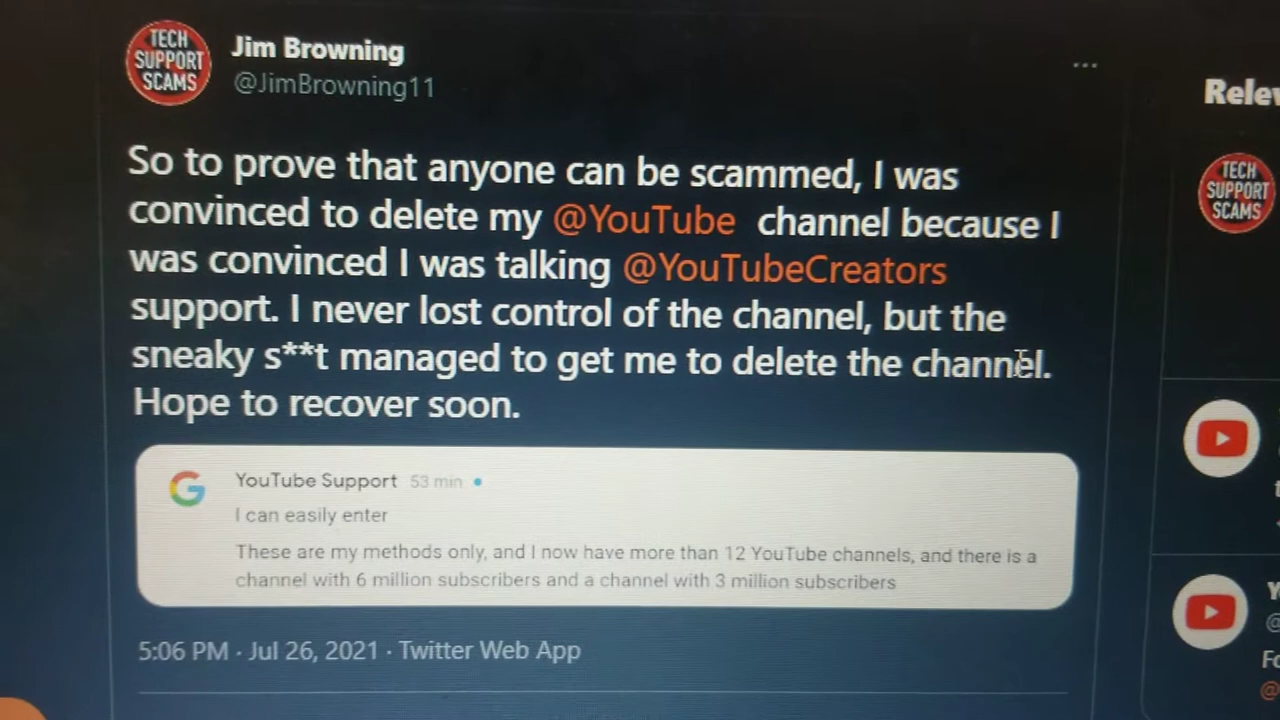 TECH
SUPPORT
SCAMS
Jim Browning
@JimBrowning11
So to prove that anyone can be scammed, I was
convinced to delete my @YouTube channel because I
was convinced I was talking @YouTubeCreators
support. I never lost control of the channel, but the
sneaky s**t managed to get me to delete the channel.
Hope to recover soon.
YouTube Support 53 min
I can easily enter
These are my methods only, and I now have more than 12 YouTube channels, and there is a
channel with 6 million subscribers and a channel with 3 million subscribers
5:06 PM · Jul 26, 2021 · Twitter Web App
TECH
SUPPORT
SCAMS